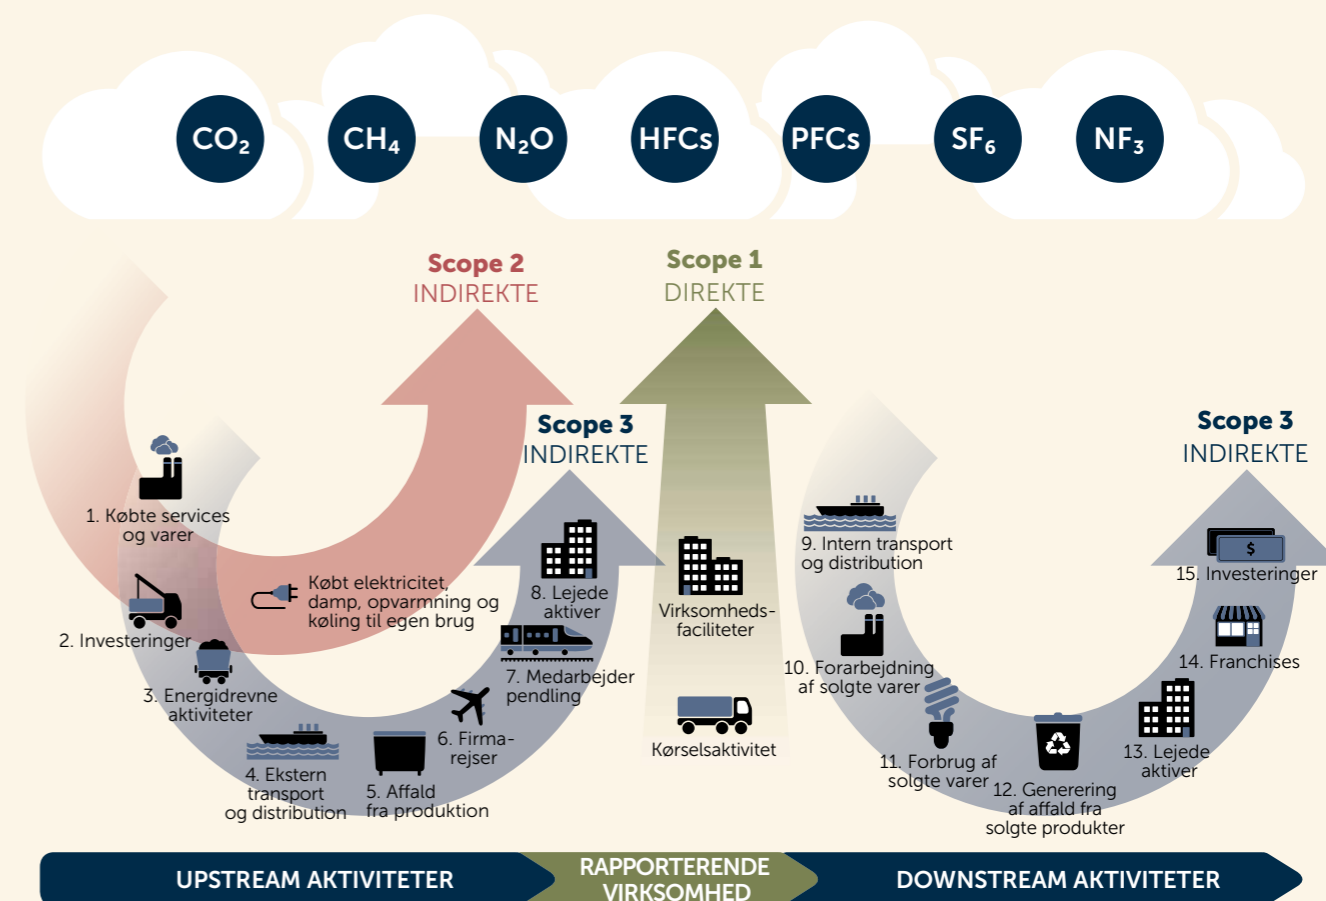 CO₂
CH₄
N₂O
HFCs
PFCs
SF₆
NF₃
Scope 2
INDIREKTE
Scope 1
DIREKTE
Scope 3
INDIREKTE
Scope 3
INDIREKTE
1. Købte services
og varer
2. Investeringer
3. Energidrevne
aktiviteter
4. Ekstern
transport
og distribution
5. Affald
fra produktion
6. Firma-
rejser
7. Medarbejder
pendling
8. Lejede
aktiver
Købt elektricitet,
damp, opvarmning og
køling til egen brug
Virksomheds-
faciliteter
Kørselsaktivitet
9. Intern transport
og distribution
10. Forarbejdning
af solgte varer
11. Forbrug af
solgte varer
12. Generering
af affald fra
solgte produkter
13. Lejede
aktiver
14. Franchises
$
15. Investeringer
UPSTREAM AKTIVITETER
RAPPORTERENDE
VIRKSOMHED
DOWNSTREAM AKTIVITETER